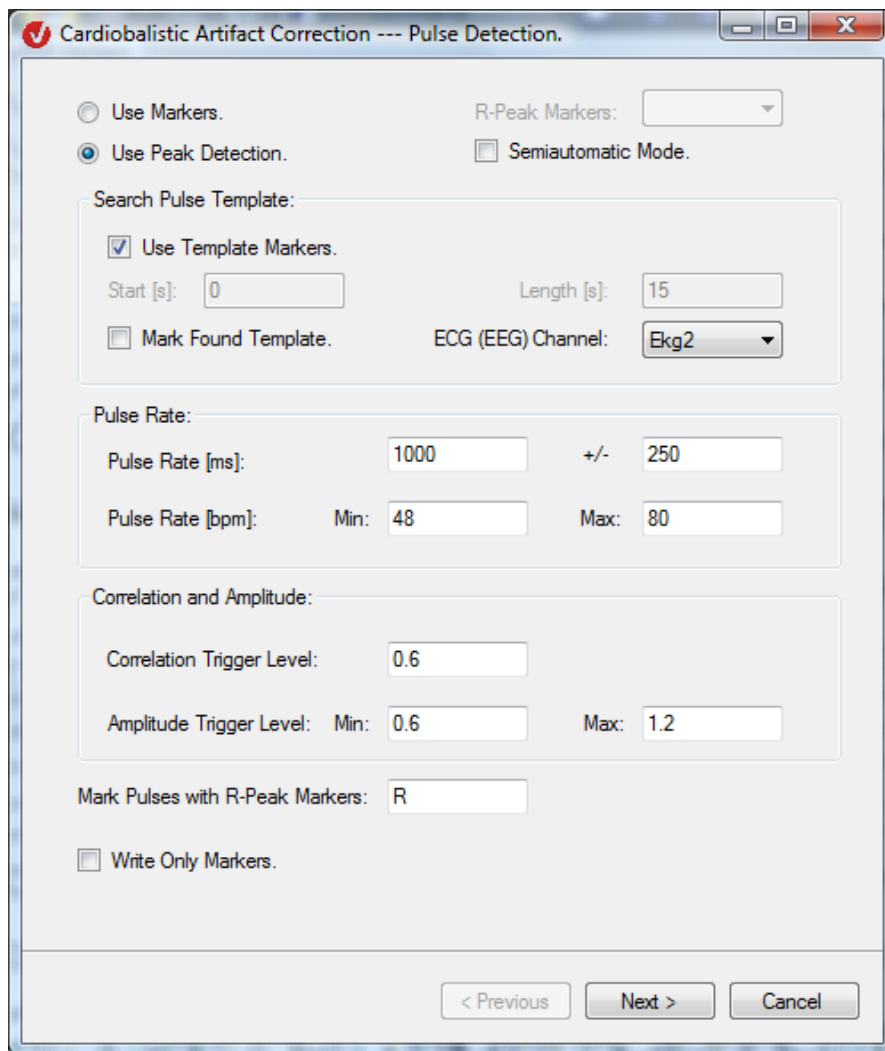 Cardiobalistic Artifact Correction --- Pulse Detection.
Use Markers. R-Peak Markers:
Use Peak Detection. Semiautomatic Mode.
Search Pulse Template:
Use Template Markers.
Start [s]: 0 Length [s]: 15
Mark Found Template. ECG (EEG) Channel: Ekg2
Pulse Rate:
Pulse Rate [ms]: 1000 +/- 250
Pulse Rate [bpm]: Min: 48 Max: 80
Correlation and Amplitude:
Correlation Trigger Level: 0.6
Amplitude Trigger Level: Min: 0.6 Max: 1.2
Mark Pulses with R-Peak Markers: R
Write Only Markers.
< Previous Next > Cancel